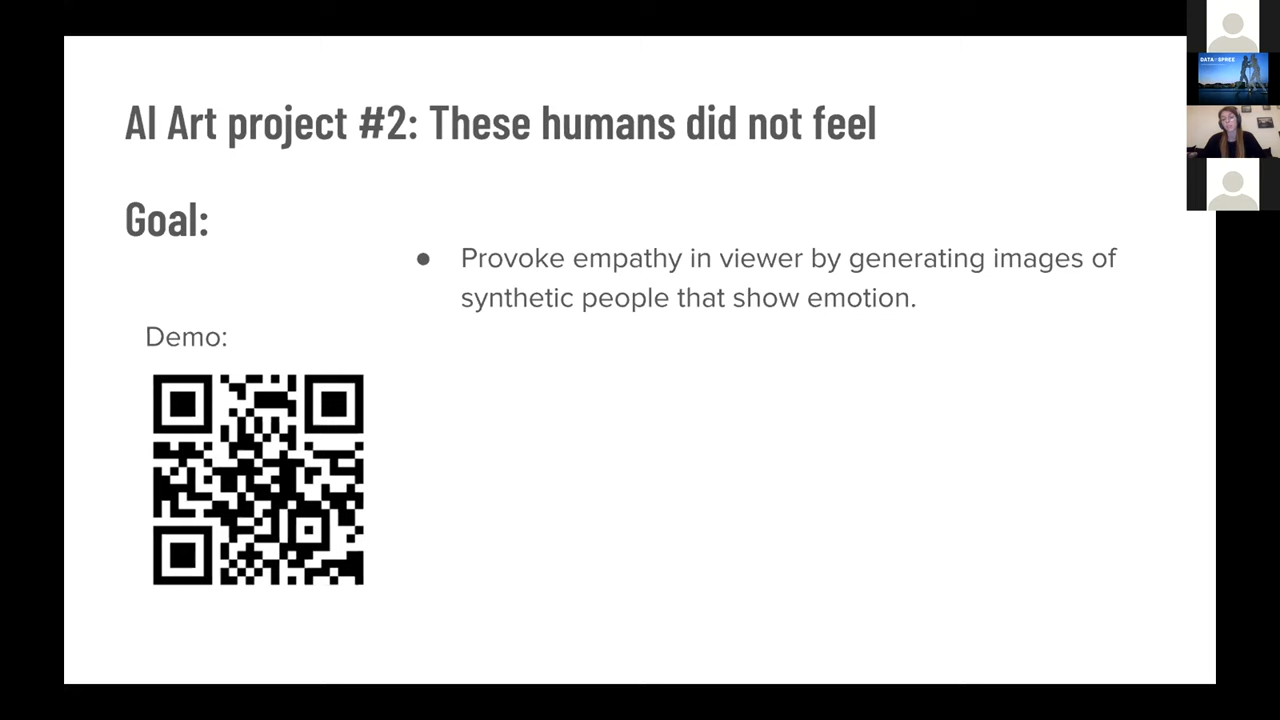 AI Art project #2: These humans did not feel
Goal:
● Provoke empathy in viewer by generating images of
synthetic people that show emotion.
Demo:
DATA SPREE